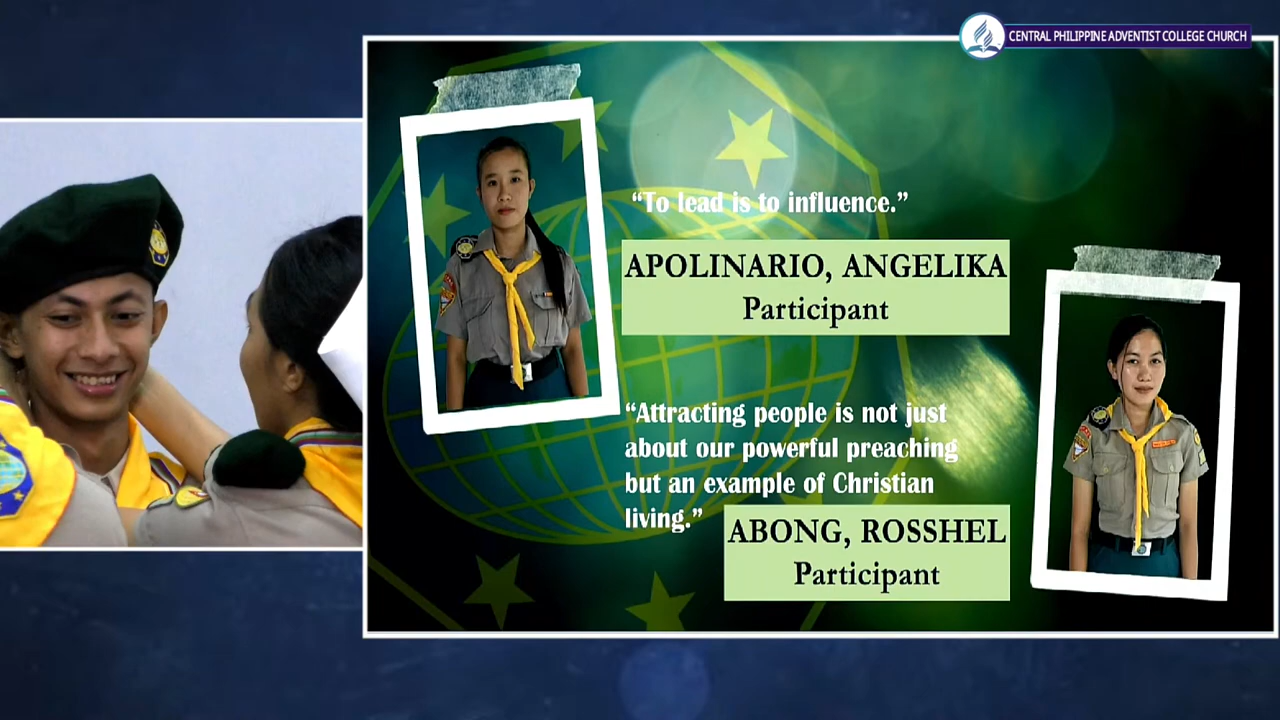 CENTRAL PHILIPPINE ADVENTIST COLLEGE CHURCH
“To lead is to influence.”
APOLINARIO, ANGELIKA
Participant
“Attracting people is not just
about our powerful preaching
but an example of Christian
living.”
ABONG, ROSSHEL
Participant